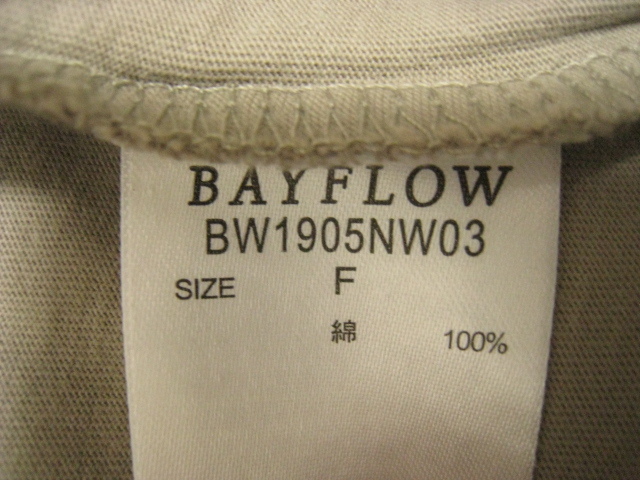 BAYFLOW
BW1905NW03
SIZE F
綿 100%